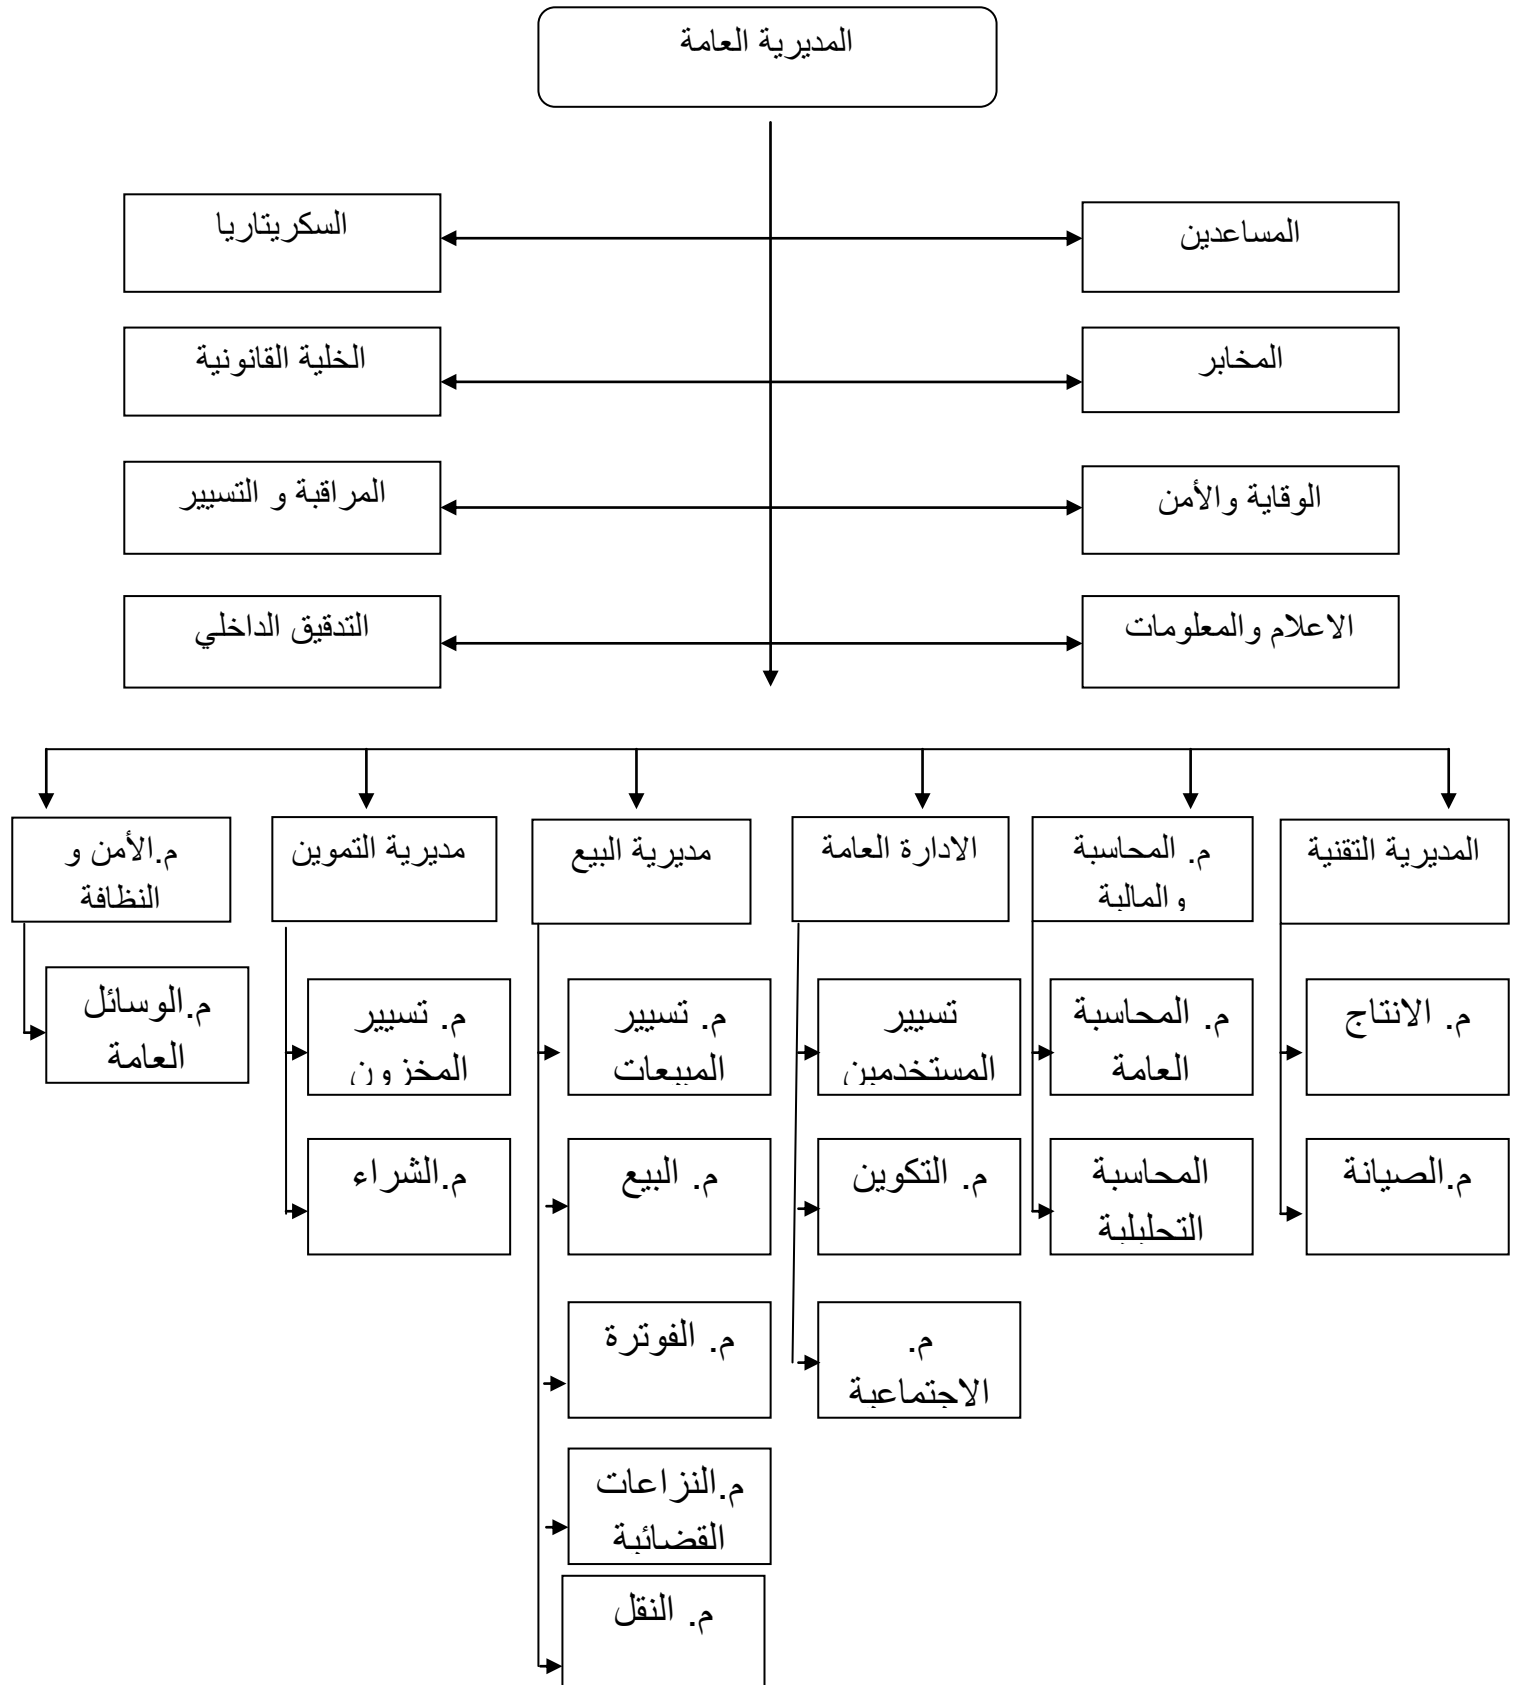 المديرية العامة
المساعدين
السكريتاريا
المخابر
الخلية القانونية
الوقاية والأمن
المراقبة و التسيير
الاعلام والمعلومات
التدقيق الداخلي
المديرية التقنية
م. المحاسبة
والمالية
الادارة العامة
مديرية البيع
مديرية التموين
م.الأمن و
النظافة
م. الانتاج
م. المحاسبة
العامة
تسيير
المستخدمين
م. تسيير
المبيعات
م. تسيير
المخزون
م.الوسائل
العامة
م.الصيانة
المحاسبة
التحليلية
م. التكوين
م. البيع
م.الشراء
م.
الاجتماعية
م. الفوترة
م.النزاعات
القضائية
م. النقل